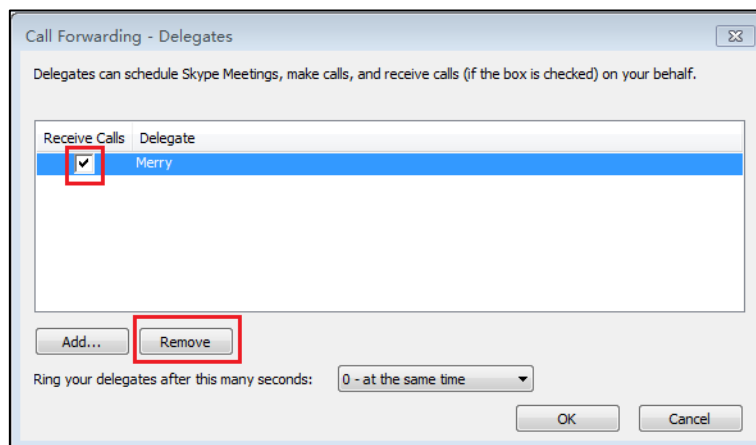 Call Forwarding - Delegates
Delegates can schedule Skype Meetings, make calls, and receive calls (if the box is checked) on your behalf.
Receive Calls Delegate
Merry
Add... Remove
Ring your delegates after this many seconds: 0 - at the same time
OK Cancel